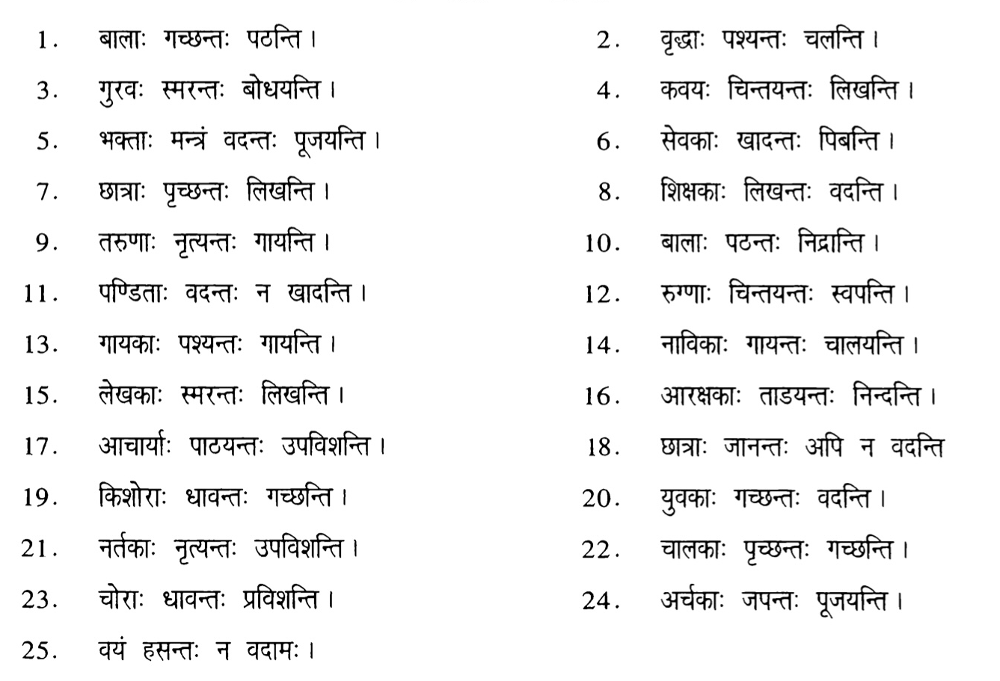 1. बालाः गच्छन्तः पठन्ति ।
2. वृद्धाः पश्यन्तः चलन्ति ।
3. गुरवः स्मरन्तः बोधयन्ति ।
4. कवयः चिन्तयन्तः लिखन्ति ।
5. भक्ताः मन्त्रं वदन्तः पूजयन्ति ।
6. सेवकाः खादन्तः पिबन्ति ।
7. छात्राः पृच्छन्तः लिखन्ति ।
8. शिक्षकाः लिखन्तः वदन्ति ।
9. तरुणाः नृत्यन्तः गायन्ति ।
10. बालाः पठन्तः निद्रान्ति ।
11. पण्डिताः वदन्तः न खादन्ति ।
12. रुग्णाः चिन्तयन्तः स्वपन्ति ।
13. गायकाः पश्यन्तः गायन्ति ।
14. नाविकाः गायन्तः चालयन्ति ।
15. लेखकाः स्मरन्तः लिखन्ति ।
16. आरक्षकाः ताडयन्तः निन्दन्ति ।
17. आचार्याः पाठयन्तः उपविशन्ति ।
18. छात्राः जानन्तः अपि न वदन्ति
19. किशोराः धावन्तः गच्छन्ति ।
20. युवकाः गच्छन्तः वदन्ति ।
21. नर्तकाः नृत्यन्तः उपविशन्ति ।
22. चालकाः पृच्छन्तः गच्छन्ति ।
23. चोराः धावन्तः प्रविशन्ति ।
24. अर्चकाः जपन्तः पूजयन्ति ।
25. वयं हसन्तः न वदामः ।